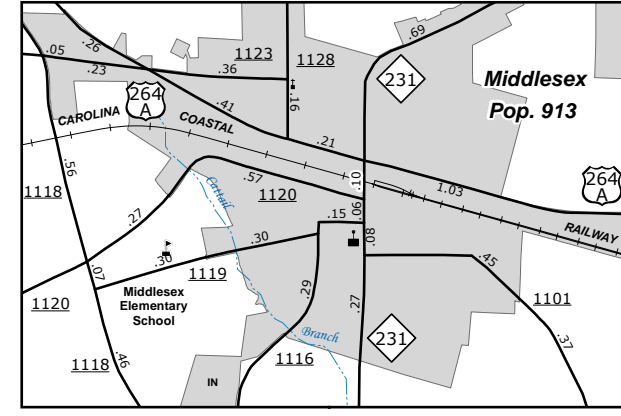 .69
.26
1123
1128
.05
.23
.36
231
Middlesex
Pop. 913
264
A
.16
.41
CAROLINA
COASTAL
.21
.56
.10
1.03
264
A
1118
.57
Cattail
1120
.06
.27
.15
RAILWAY
.30
.08
.30
.45
.07
1119
1101
1120
Middlesex
Elementary
School
.29
.27
Branch
231
.37
1118
.46
1116
IN